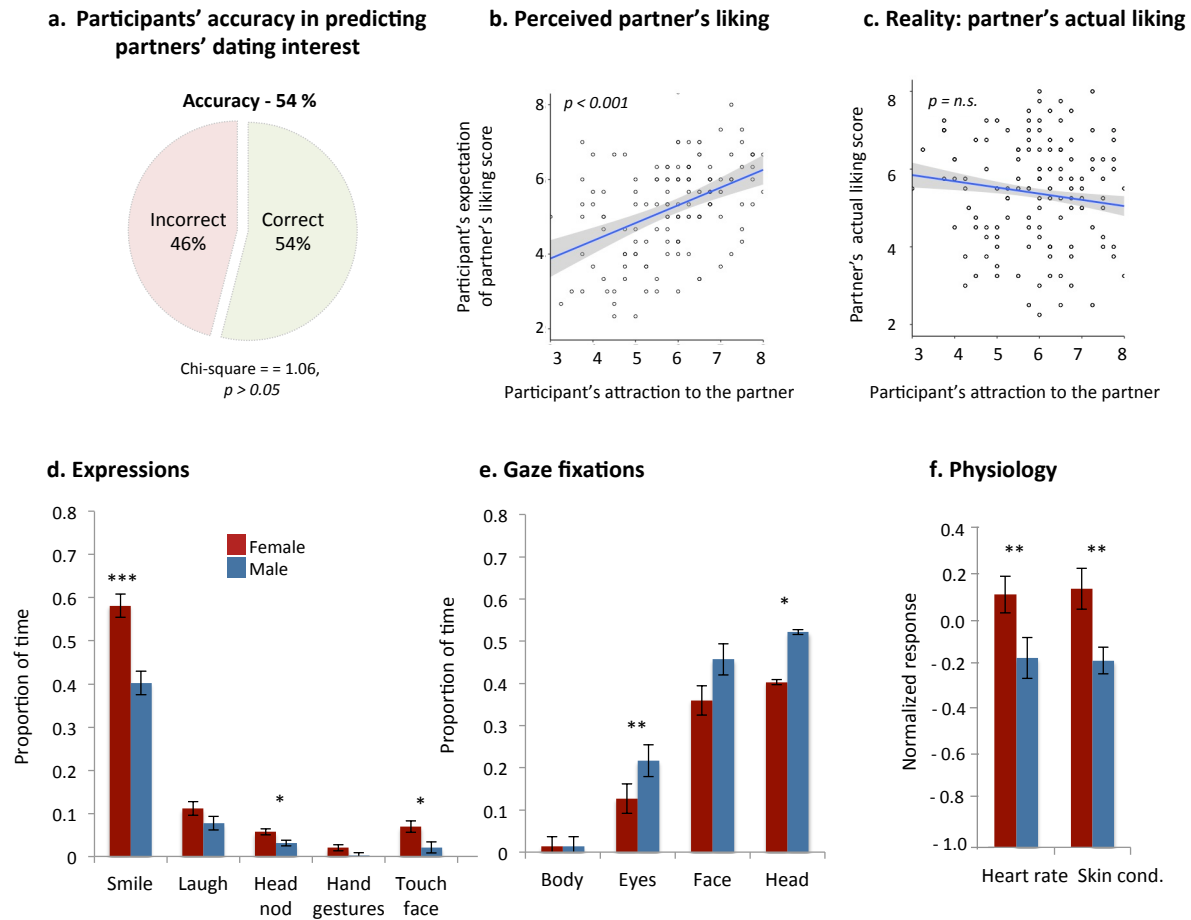 a. Participants’ accuracy in predicting
partners’ dating interest
Accuracy - 54 %
Incorrect
46%
Correct
54%
Chi-square = = 1.06,
p > 0.05
b. Perceived partner’s liking
p < 0.001
Participant’s expectation
of partner’s liking score
8
6
4
2
3 4 5 6 7 8
Participant’s attraction to the partner
c. Reality: partner’s actual liking
p = n.s.
Partner’s actual liking score
8
6
4
2
3 4 5 6 7 8
Participant’s attraction to the partner
d. Expressions
Proportion of time
0.8
0.7
0.6
0.5
0.4
0.3
0.2
0.1
0
Female
Male
***
*
*
Smile Laugh Head Hand Touch
nod gestures face
e. Gaze fixations
Proportion of time
0.8
0.7
0.6
0.5
0.4
0.3
0.2
0.1
0
**
*
Body Eyes Face Head
f. Physiology
Normalized response
0.4
0.2
0.0
- 0.2
- 0.4
- 0.6
- 0.8
- 1.0
** **
Heart rate Skin cond.